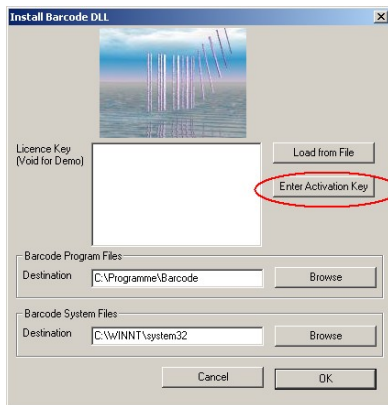 Install Barcode DLL
Licence Key
(Void for Demo)
Load from File
Enter Activation Key
Barcode Program Files
Destination
C:\Programme\Barcode
Browse
Barcode System Files
Destination
C:\WINNT\system32
Browse
Cancel
OK